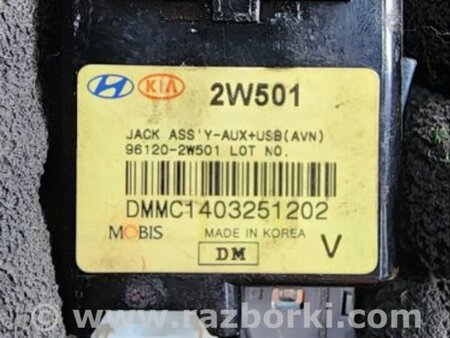 HYUNDAI KIA 2W501
JACK ASS'Y-AUX+USB(AVN)
96120-2W501 LOT NO.
DMMC1403251202
MOBIS MADE IN KOREA V
DM
© www.razborki.com